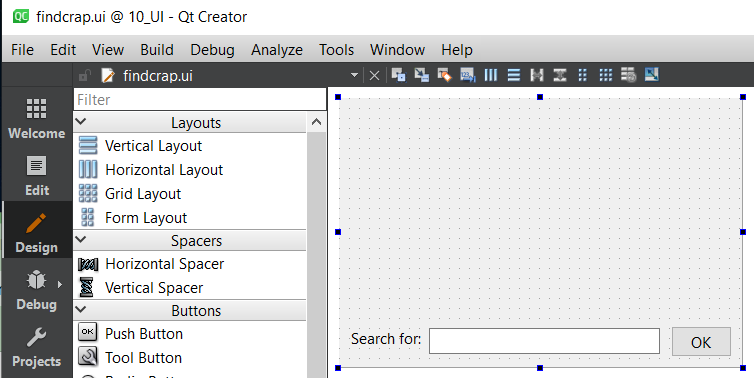 QC findcrap.ui @ 10_UI - Qt Creator
File Edit View Build Debug Analyze Tools Window Help
findcrap.ui
Filter
Welcome
Layouts
Vertical Layout
Horizontal Layout
Edit
Grid Layout
Form Layout
Design
Spacers
Horizontal Spacer
Vertical Spacer
Debug
Buttons
OK Push Button
Tool Button
Projects
Search for: OK